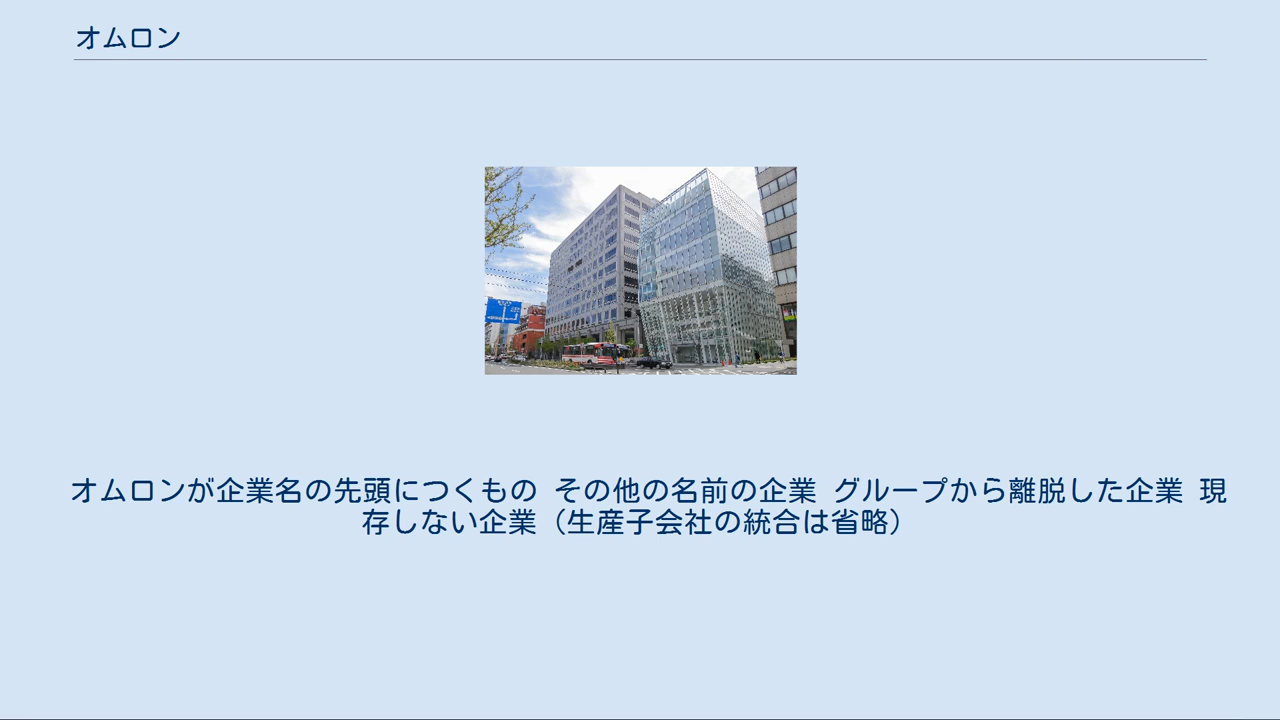 オムロン
オムロンが企業名の先頭につくもの その他の名前の企業 グループから離脱した企業 現
存しない企業（生産子会社の統合は省略）